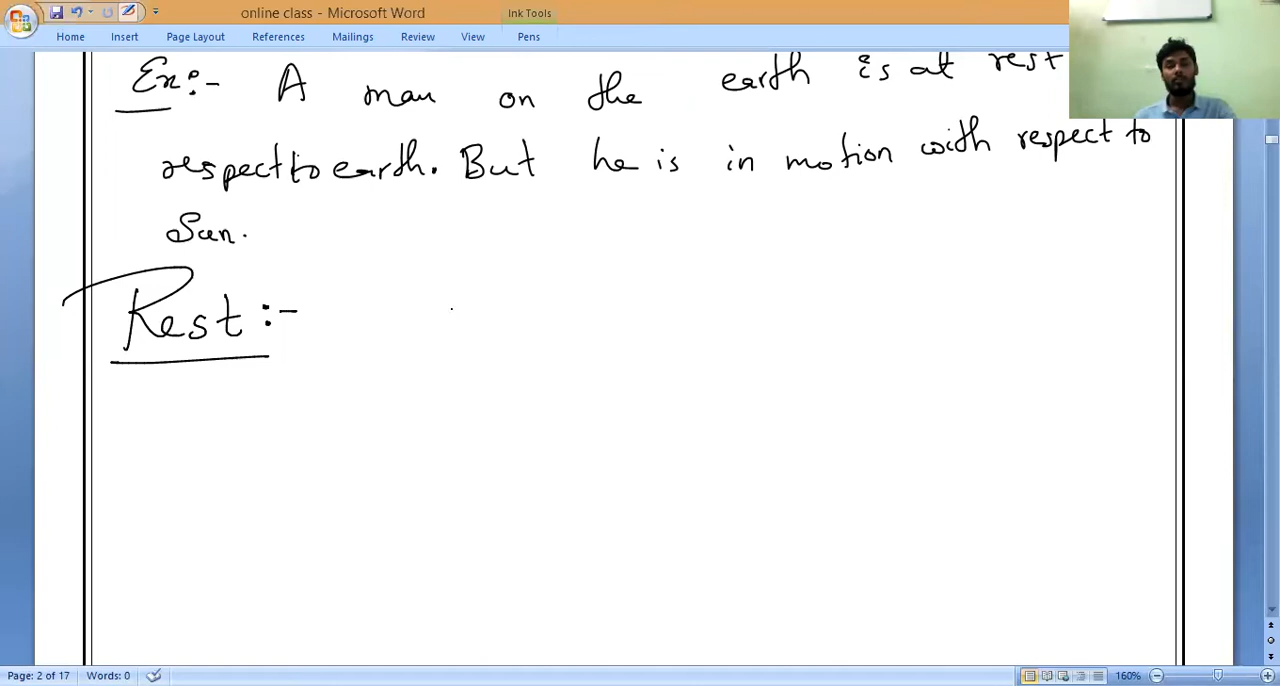 online class - Microsoft Word
Ink Tools
Home Insert Page Layout References Mailings Review View Pens
Ex:- A man on the earth is at rest
respect to earth. But he is in motion with respect to
Sun.
Rest:-
Page: 2 of 17 Words: 0 160%